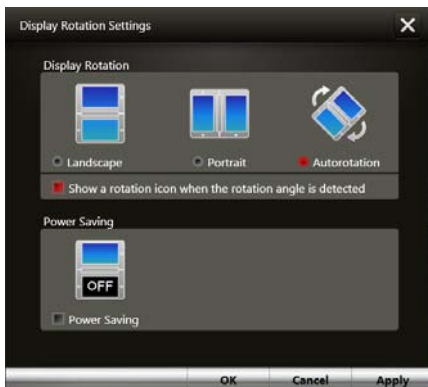 Display Rotation Settings
Display Rotation
Landscape
Portrait
Autorotation
Show a rotation icon when the rotation angle is detected
Power Saving
OFF
Power Saving
OK
Cancel
Apply